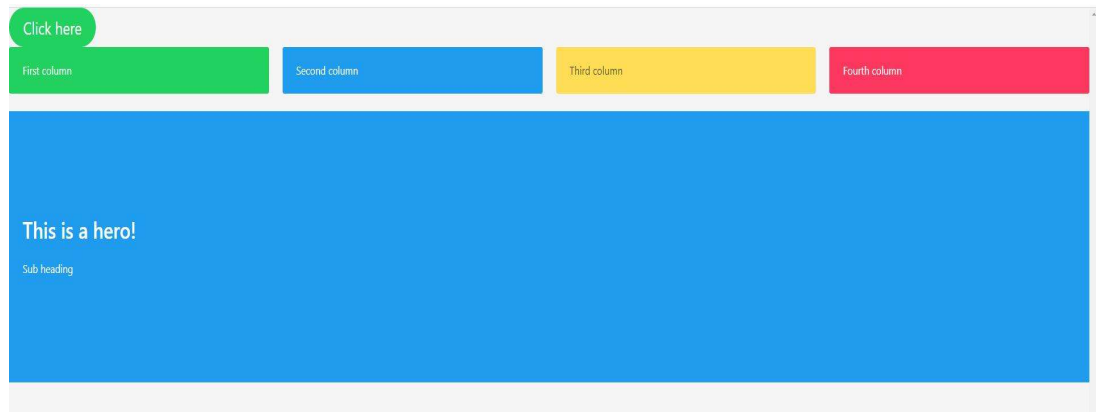 Click here
First column
Second column
Third column
Fourth column
This is a hero!
Sub heading